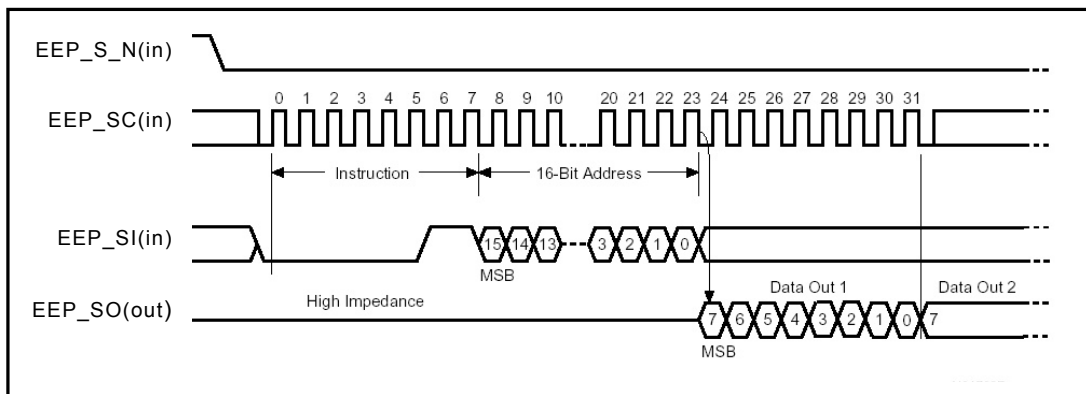 EEP_S_N(in)
0 1 2 3 4 5 6 7 8 9 10 20 21 22 23 24 25 26 27 28 29 30 31
EEP_SC(in)
Instruction 16-Bit Address
EEP_SI(in)
15 14 13 3 2 1 0
MSB
High Impedance Data Out 1 Data Out 2
EEP_SO(out)
7 6 5 4 3 2 1 0 7
MSB